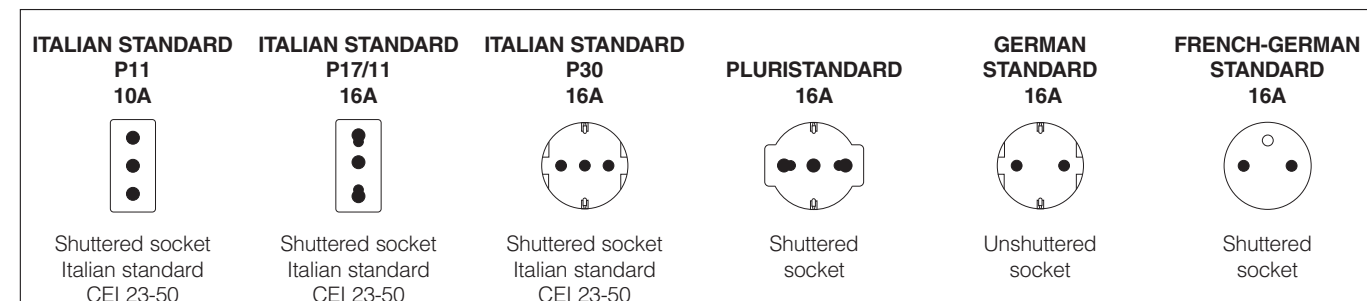 ITALIAN STANDARD
P11
10A
Shuttered socket
Italian standard
CEI 23-50
ITALIAN STANDARD
P17/11
16A
Shuttered socket
Italian standard
CEI 23-50
ITALIAN STANDARD
P30
16A
Shuttered socket
Italian standard
CEI 23-50
PLURISTANDARD
16A
Shuttered
socket
GERMAN
STANDARD
16A
Unshuttered
socket
FRENCH-GERMAN
STANDARD
16A
Shuttered
socket